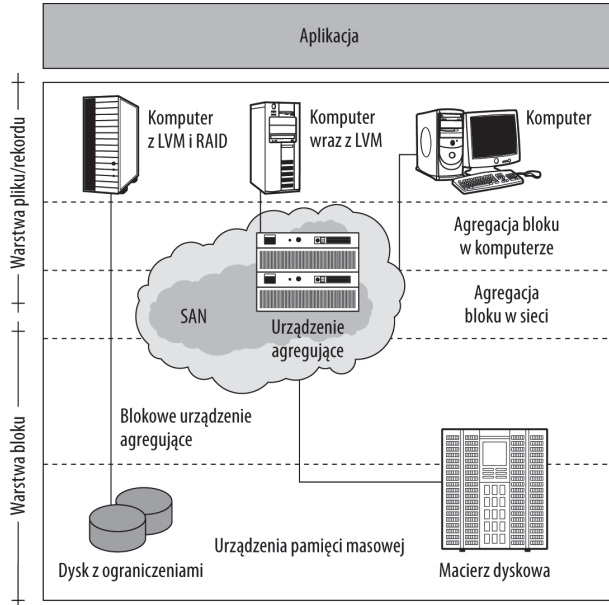 Aplikacja
Komputer
z LVM i RAID
Komputer
wraz z LVM
Komputer
Warstwa pliku/rekordu
Agregacja bloku
w komputerze
SAN
Urządzenie
agregujące
Agregacja
bloku w sieci
Warstwa bloku
Blokowe urządzenie
agregujące
Dysk z ograniczeniami
Urządzenia pamięci masowej
Macierz dyskowa